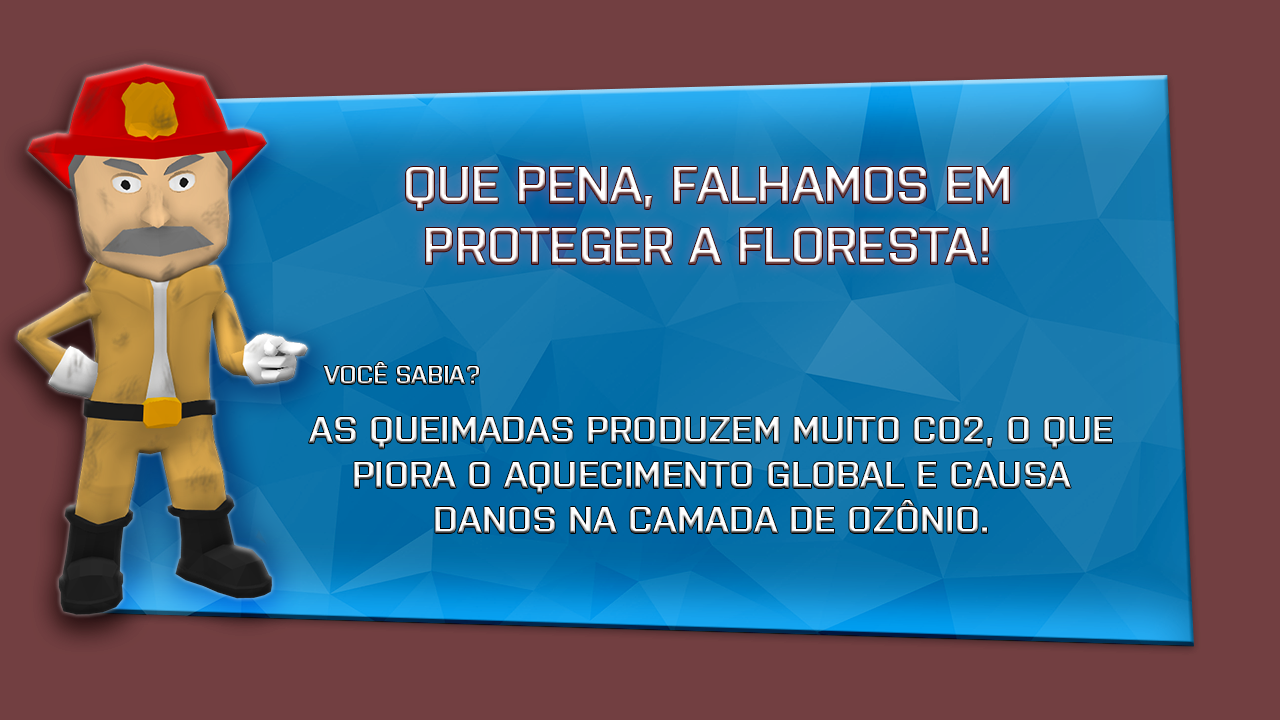 QUE PENA, FALHAMOS EM
PROTEGER A FLORESTA!
VOCÊ SABIA?
AS QUEIMADAS PRODUZEM MUITO CO2, O QUE
PIORA O AQUECIMENTO GLOBAL E CAUSA
DANOS NA CAMADA DE OZÔNIO.